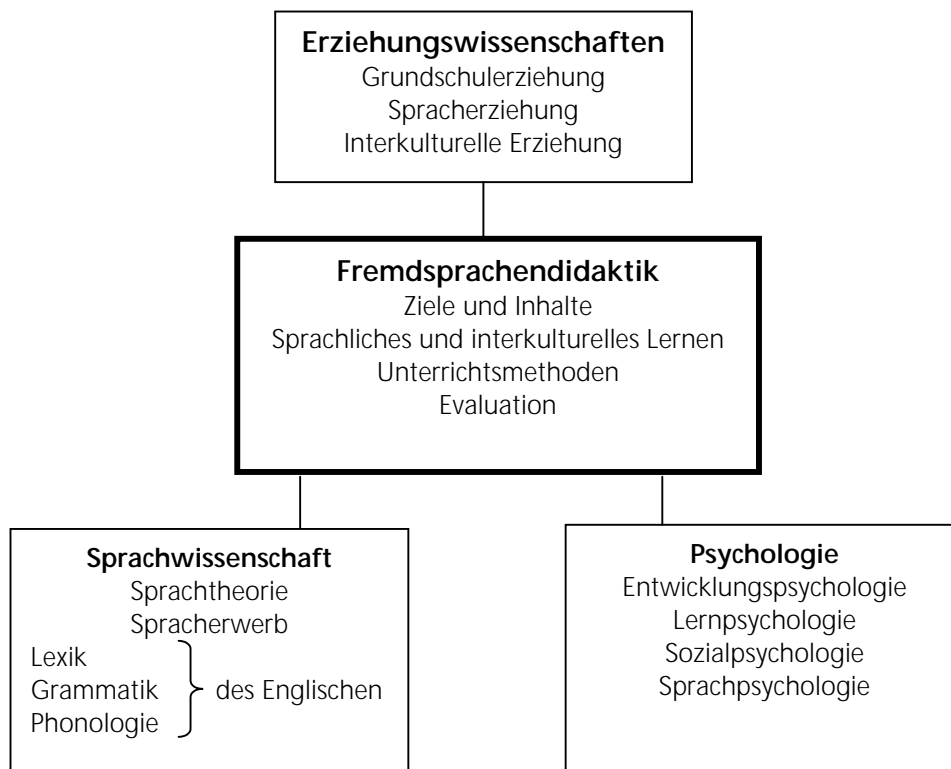 Erziehungswissenschaften
Grundschulerziehung
Spracherziehung
Interkulturelle Erziehung
Fremdsprachendidaktik
Ziele und Inhalte
Sprachliches und interkulturelles Lernen
Unterrichtsmethoden
Evaluation
Sprachwissenschaft
Sprachtheorie
Spracherwerb
Lexik
Grammatik des Englischen
Phonologie
Psychologie
Entwicklungspsychologie
Lernpsychologie
Sozialpsychologie
Sprachpsychologie